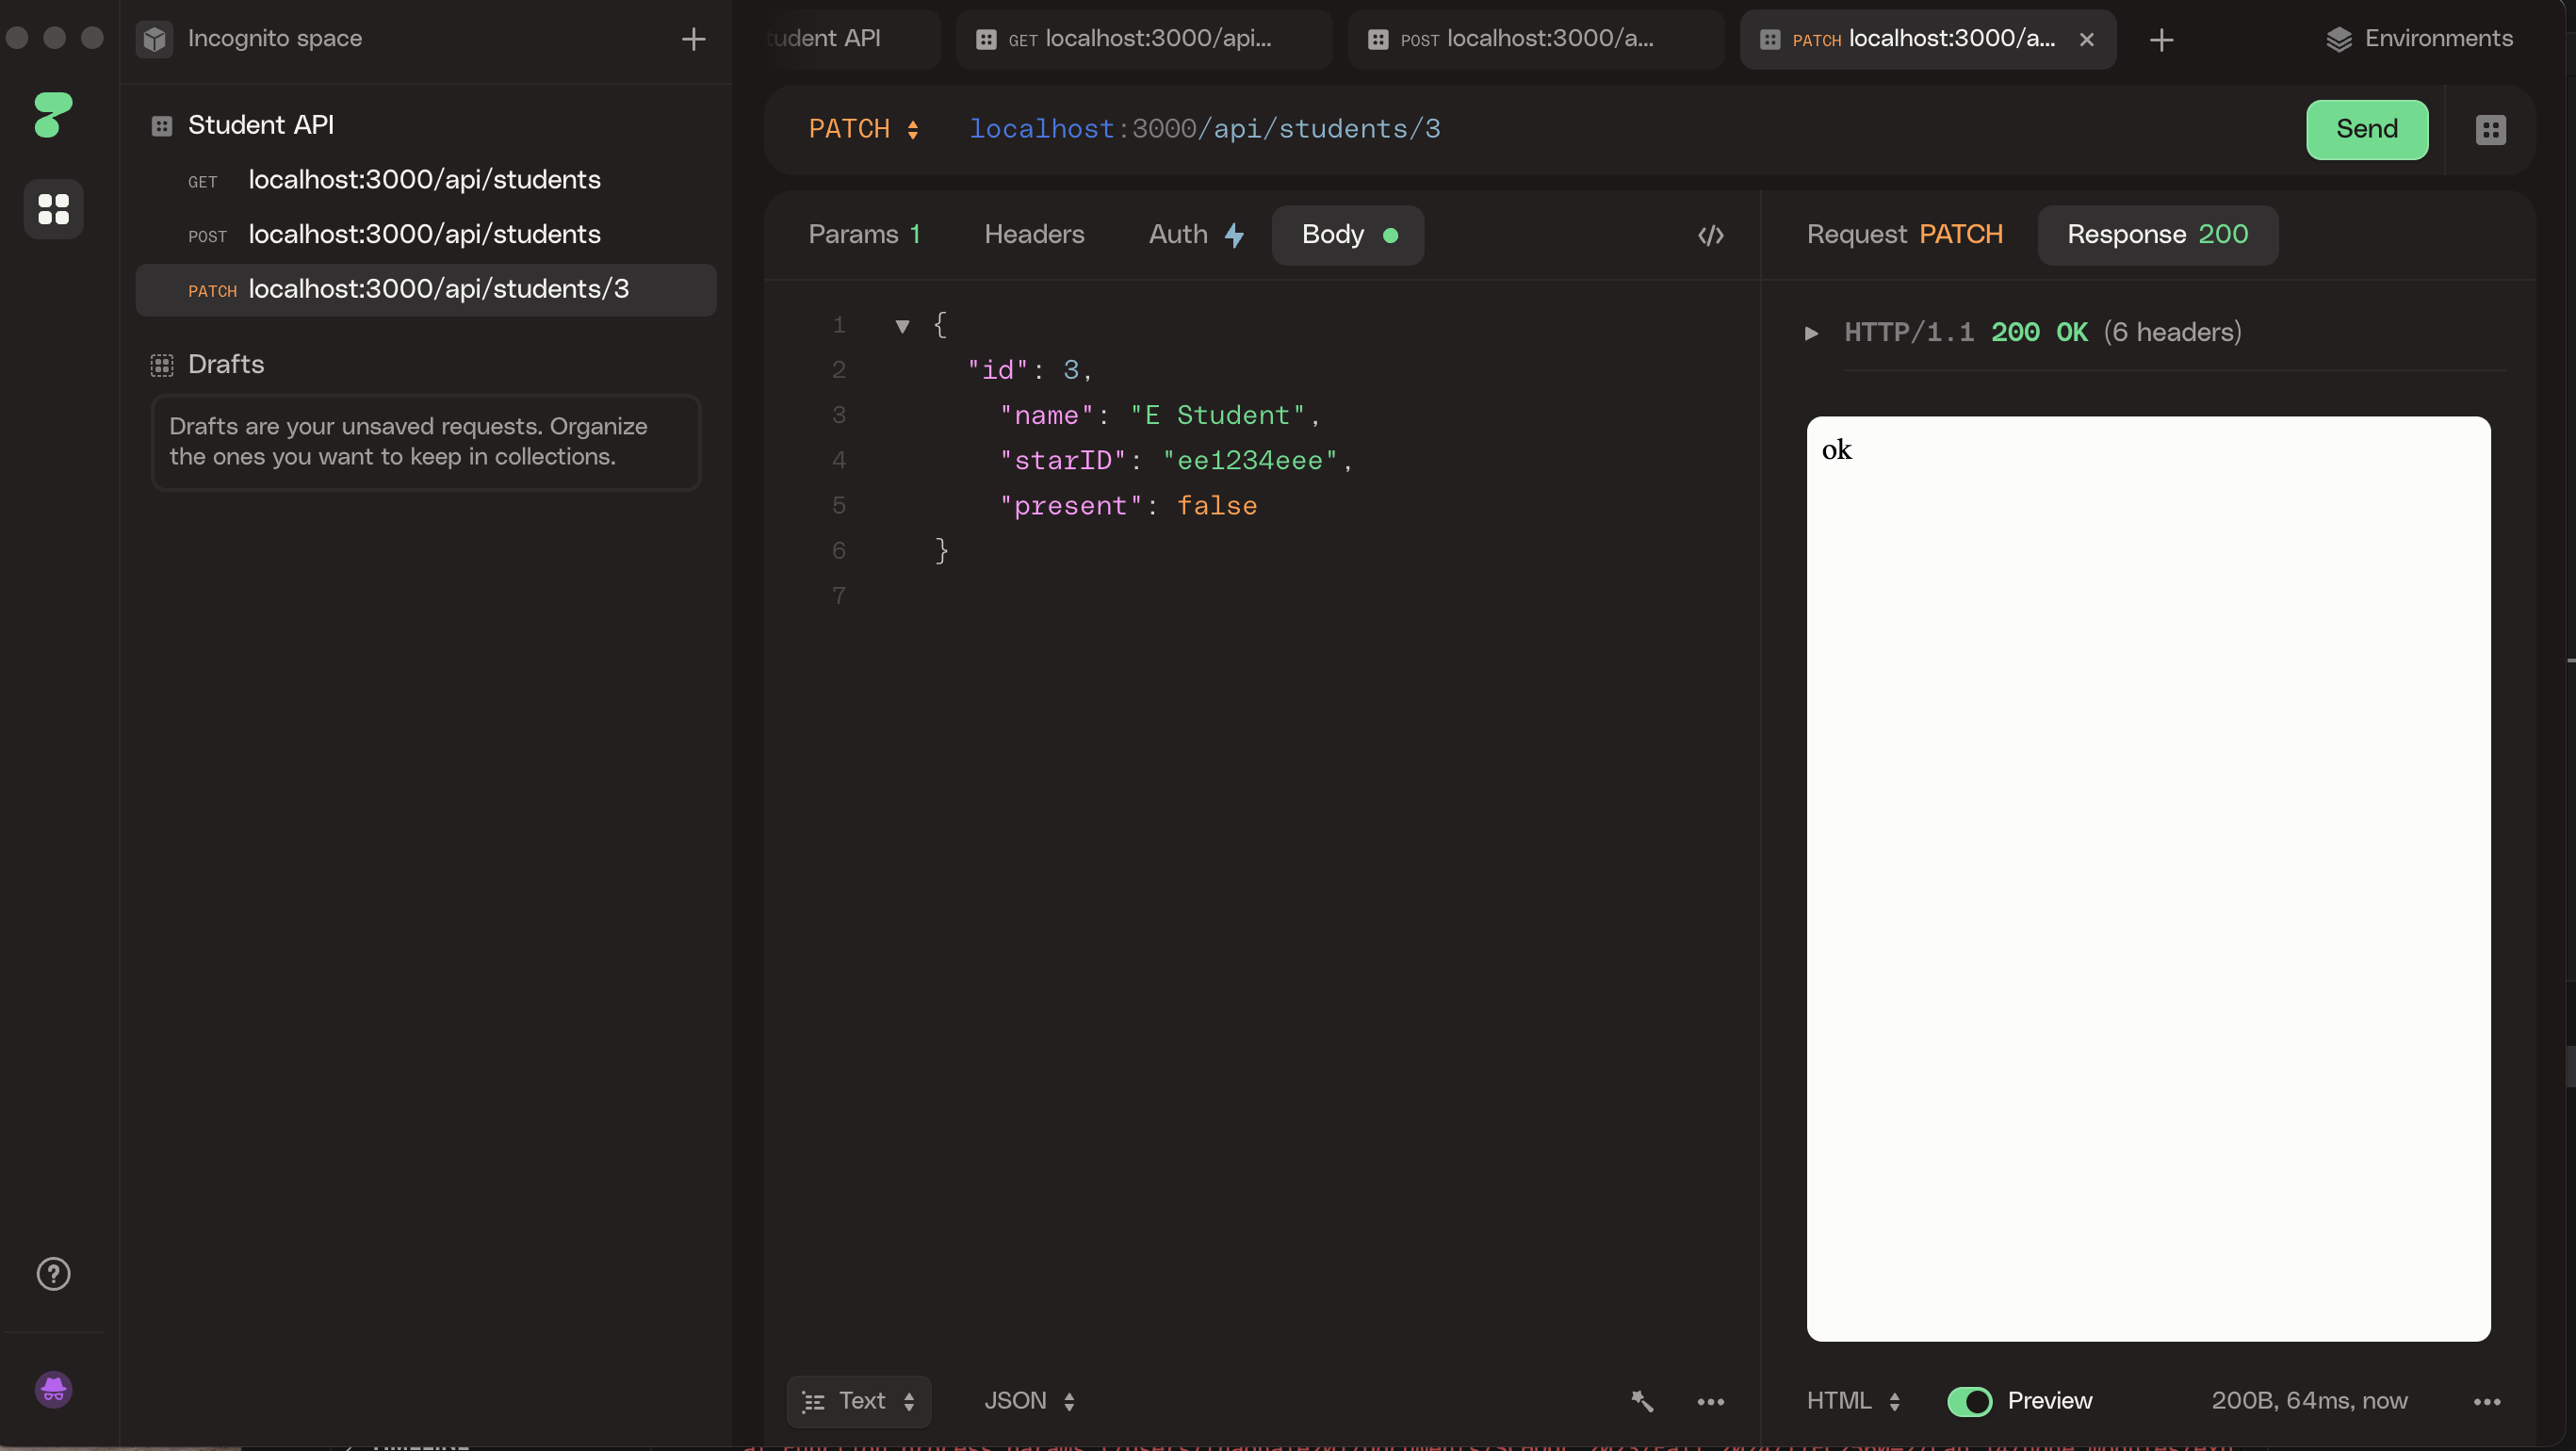 Incognito space
tudent API
GET localhost:3000/api...
POST localhost:3000/a...
PATCH localhost:3000/a...
Environments
Student API
GET localhost:3000/api/students
POST localhost:3000/api/students
PATCH localhost:3000/api/students/3
Drafts
Drafts are your unsaved requests. Organize
the ones you want to keep in collections.
PATCH localhost:3000/api/students/3
Send
Params 1 Headers Auth Body </>
1 {
2 "id": 3,
3 "name": "E Student",
4 "starID": "ee1234eee",
5 "present": false
6 }
7
Text JSON
Request PATCH Response 200
HTTP/1.1 200 OK (6 headers)
ok
HTML Preview 200B, 64ms, now
TIMELINE